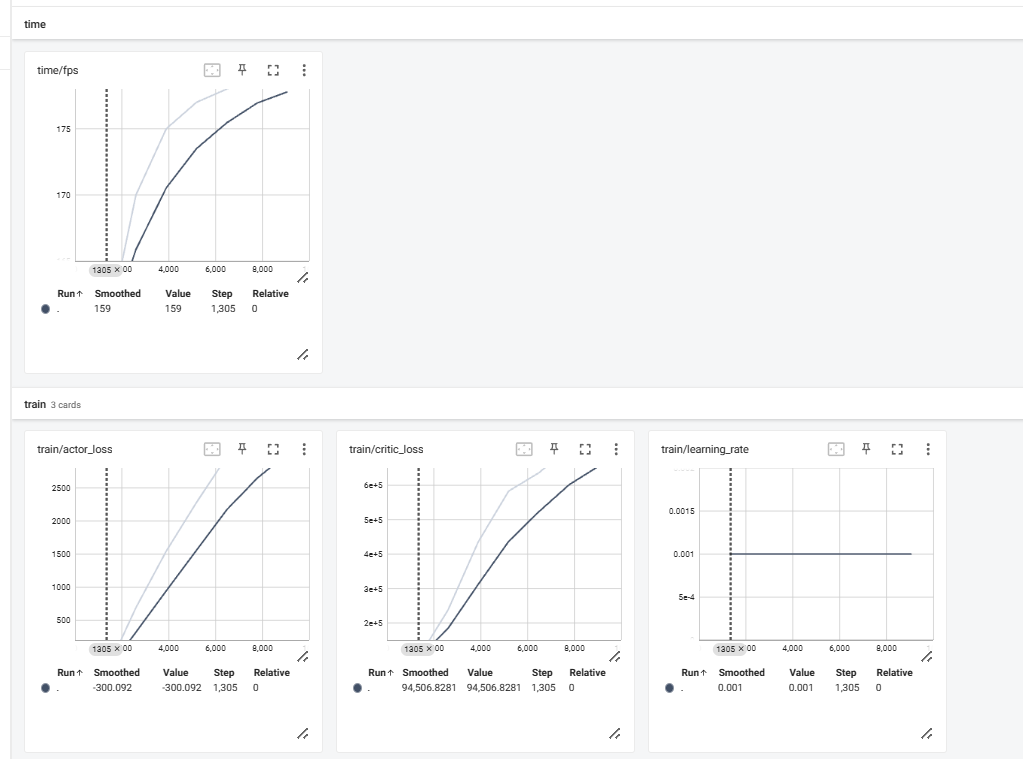 time
time/fps
175
170
1305 × 00 4,000 6,000 8,000
Run↑ Smoothed Value Step Relative
. 159 159 1,305 0
train 3 cards
train/actor_loss
2500
2000
1500
1000
500
1305 × 00 4,000 6,000 8,000
Run↑ Smoothed Value Step Relative
. -300.092 -300.092 1,305 0
train/critic_loss
6e+5
5e+5
4e+5
3e+5
2e+5
1305 × 00 4,000 6,000 8,000
Run↑ Smoothed Value Step Relative
. 94,506.8281 94,506.8281 1,305 0
train/learning_rate
0.0015
0.001
5e-4
1305 × 00 4,000 6,000 8,000
Run↑ Smoothed Value Step Relative
. 0.001 0.001 1,305 0